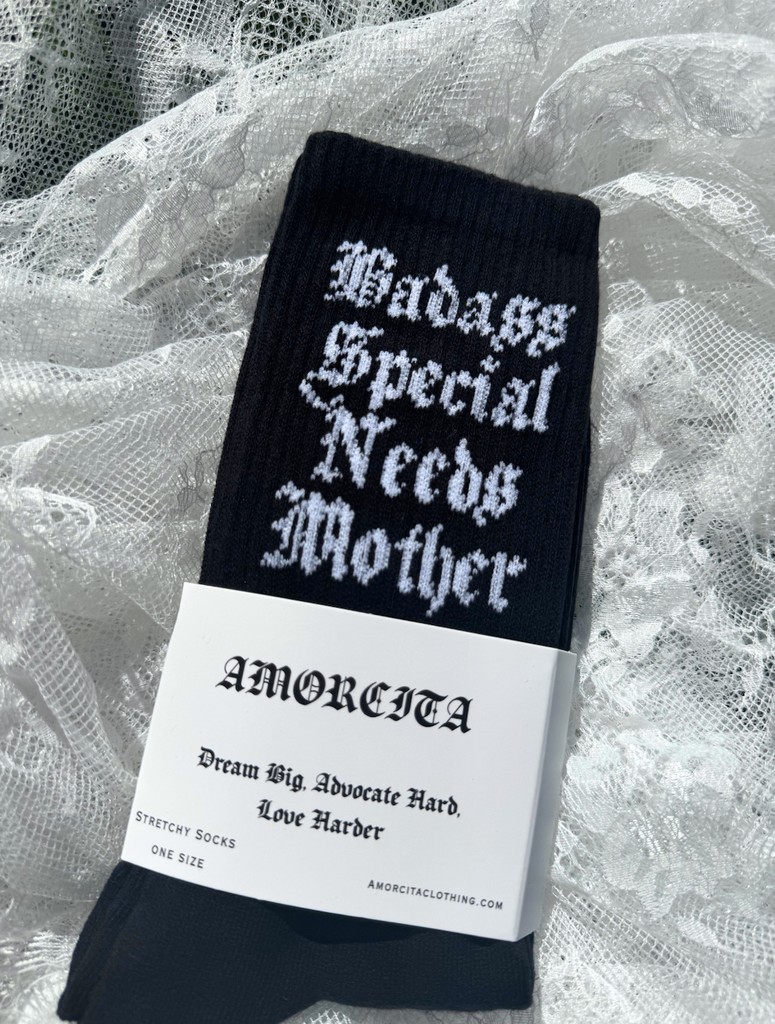 Badass
Special
Needs
Mother
AMORCITA
Dream Big, Advocate Hard,
Love Harder
STRETCHY SOCKS
ONE SIZE
AMORCITACLOTHING.COM